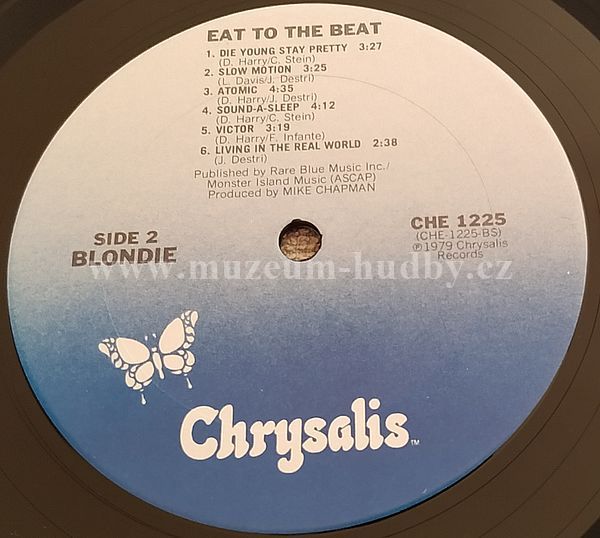 EAT TO THE BEAT
1. DIE YOUNG STAY PRETTY 3:27
(D. Harry/C. Stein)
2. SLOW MOTION 3:25
(L. Davis/J. Destri)
3. ATOMIC 4:35
(D. Harry/J. Destri)
4. SOUND-A-SLEEP 4:12
(D. Harry/C. Stein)
5. VICTOR 3:19
(D. Harry/F. Infante)
6. LIVING IN THE REAL WORLD 2:38
(J. Destri)
Published by Rare Blue Music Inc./
Monster Island Music (ASCAP)
Produced by MIKE CHAPMAN
SIDE 2
BLONDIE
CHE 1225
(CHE-1225-BS)
℗ 1979 Chrysalis
Records
www.muzeum-hudby.cz
Chrysalis™